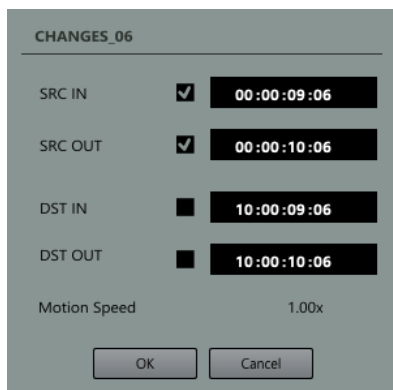 CHANGES_06
SRC IN 00:00:09:06
SRC OUT 00:00:10:06
DST IN 10:00:09:06
DST OUT 10:00:10:06
Motion Speed 1.00x
OK Cancel